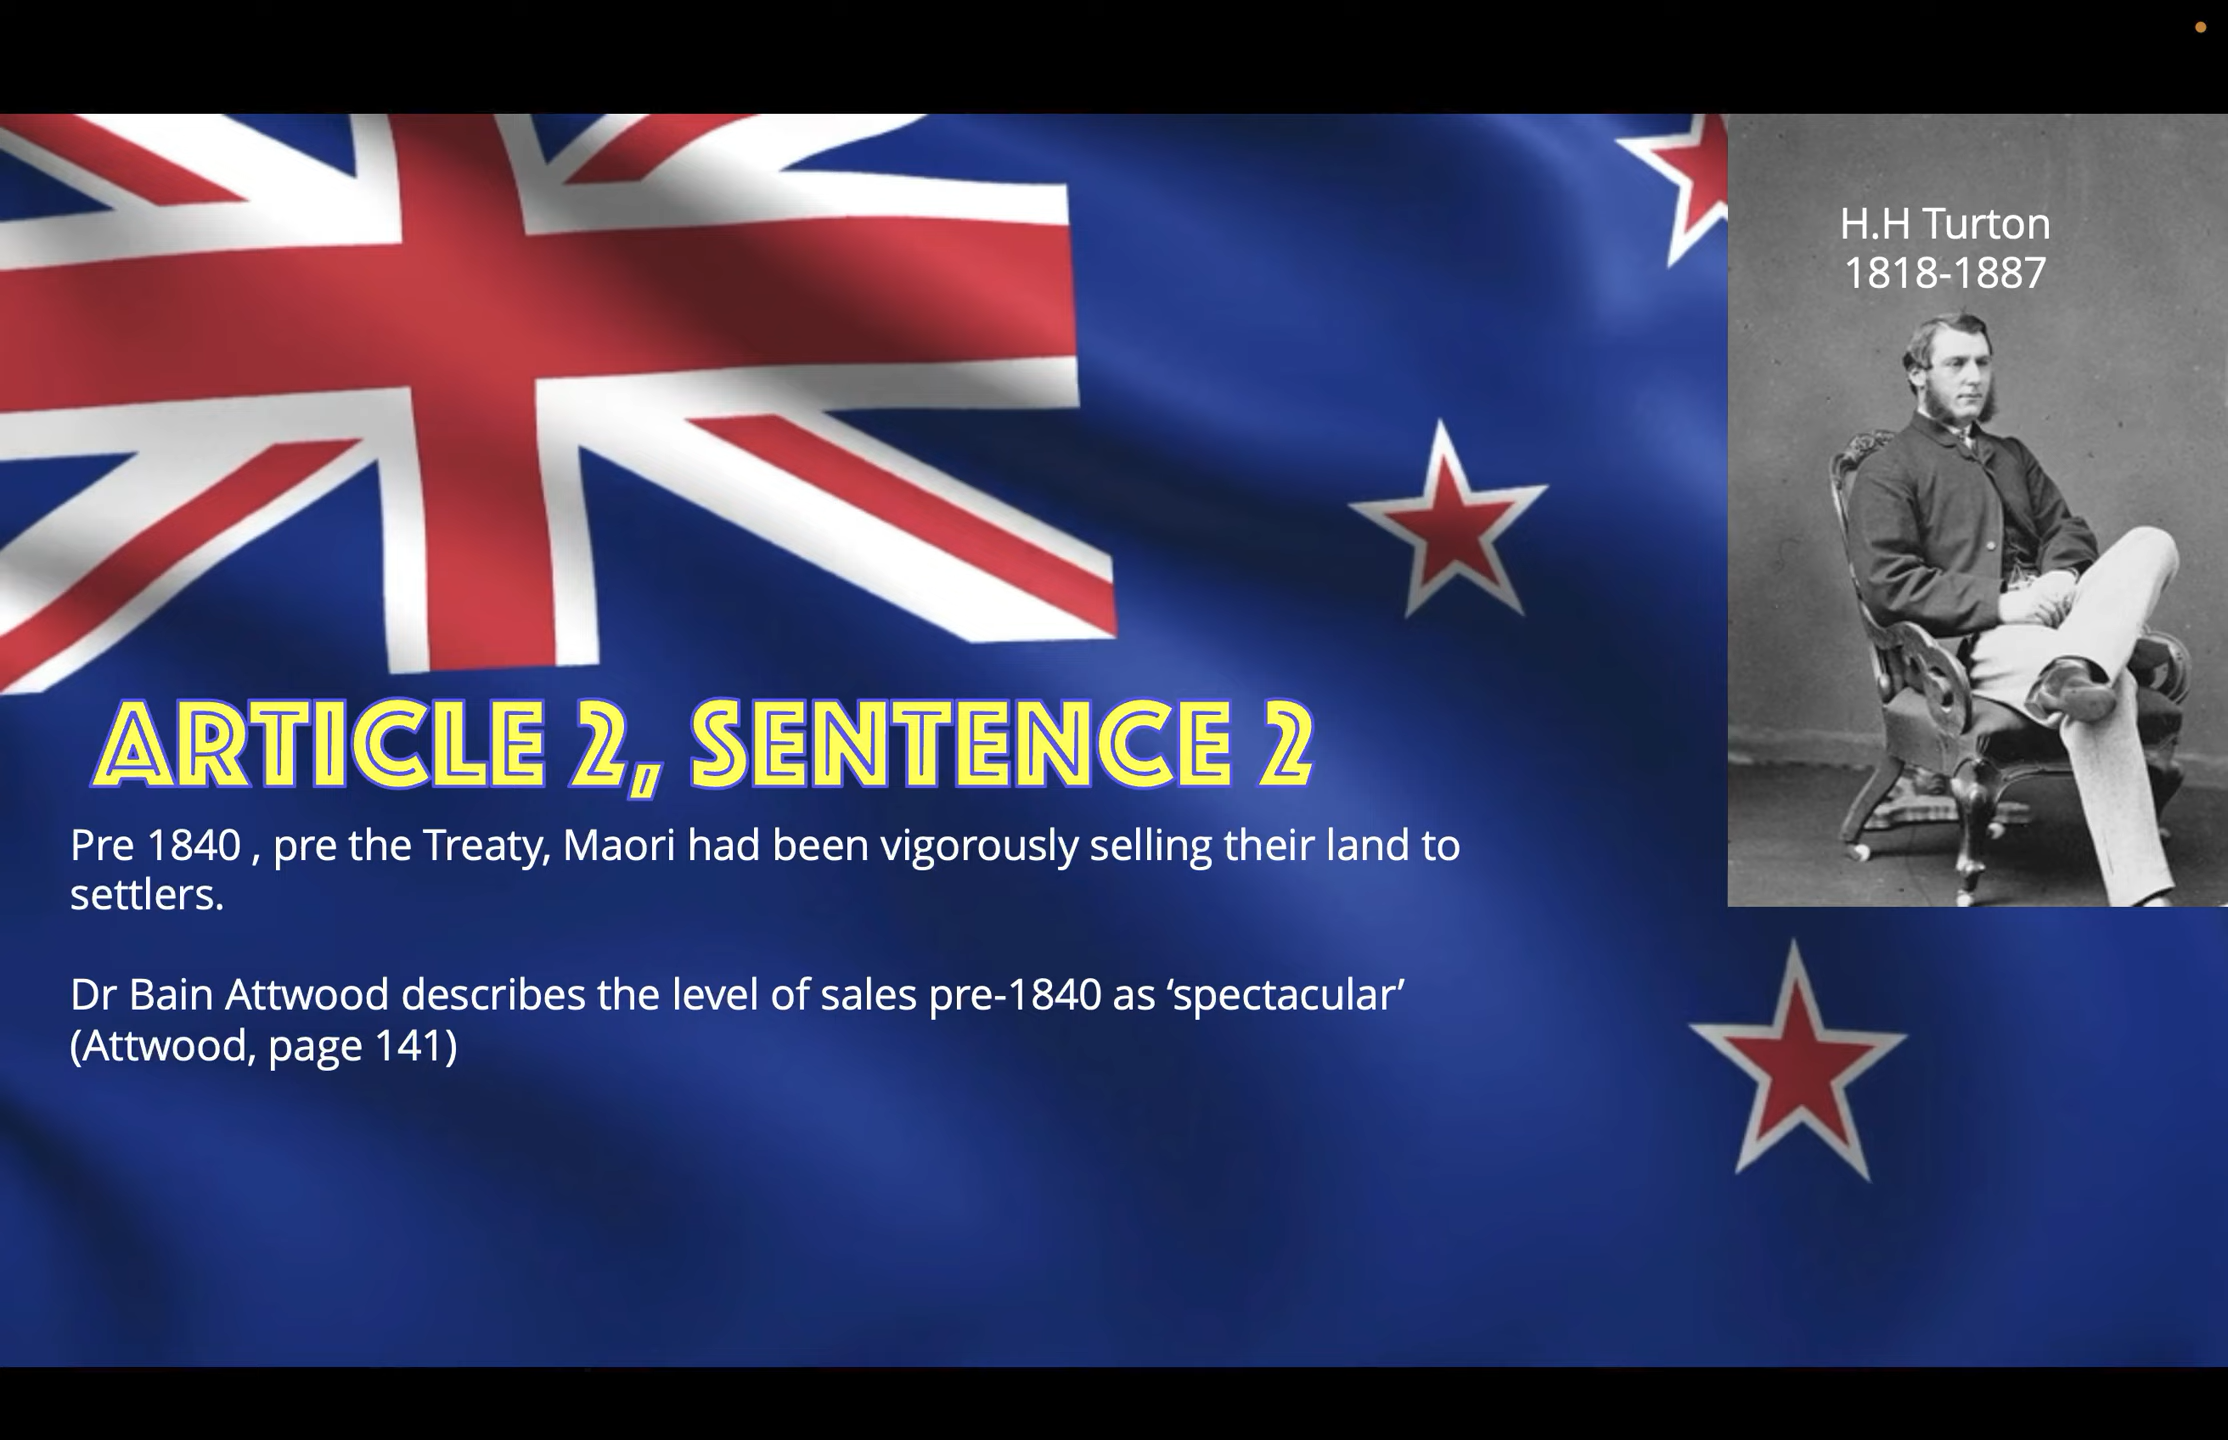 H.H Turton
1818-1887
ARTICLE 2, SENTENCE 2
Pre 1840 , pre the Treaty, Maori had been vigorously selling their land to
settlers.
Dr Bain Attwood describes the level of sales pre-1840 as ‘spectacular’
(Attwood, page 141)